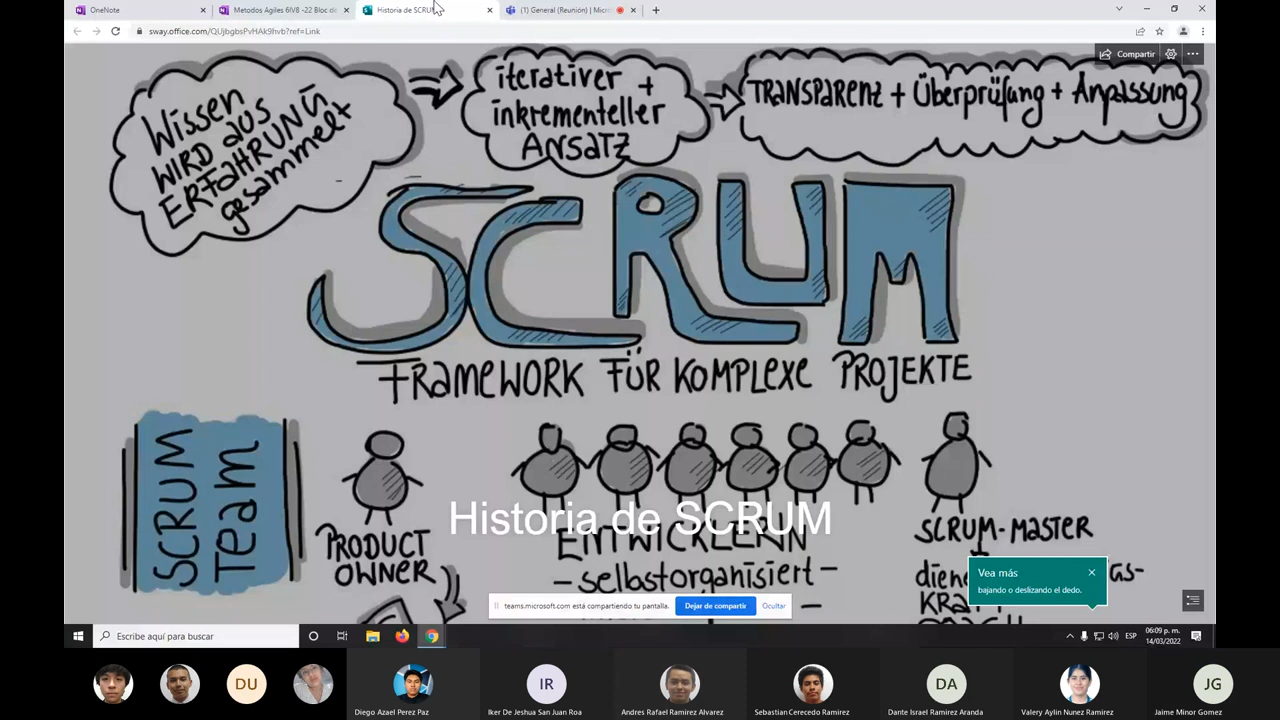 OneNote
Metodos Agiles 6IV8 -22 Bloc de
Historia de SCRUM
(1) General (Reunión) | Micro
sway.office.com/QUjbgbsPvHAk9hvb?ref=Link
Compartir
WISSEN
WIRD AUS
ERFAHRUNG
gesammelt
iterativer +
inkrementeller
ANSATZ
TRANSPARENZ + Überprüfung + Anpassung
SCRUM
FRAMEWORK FÜR KOMPLEXE PROJEKTE
SCRUM
TEAM
PRODUCT
OWNER
Historia de SCRUM
ENTWICKLERN
- selbstorganisiert -
SCRUM-MASTER
KRAFT
Vea más
bajando o deslizando el dedo.
teams.microsoft.com está compartiendo tu pantalla.
Dejar de compartir
Ocultar
Escribe aquí para buscar
ESP
06:09 p. m.
14/03/2022
DU
Diego Azael Perez Paz
IR
Iker De Jeshua San Juan Roa
Andres Rafael Ramirez Alvarez
Sebastian Cerecedo Ramirez
DA
Dante Israel Ramirez Aranda
Valery Aylin Nunez Ramirez
JG
Jaime Minor Gomez